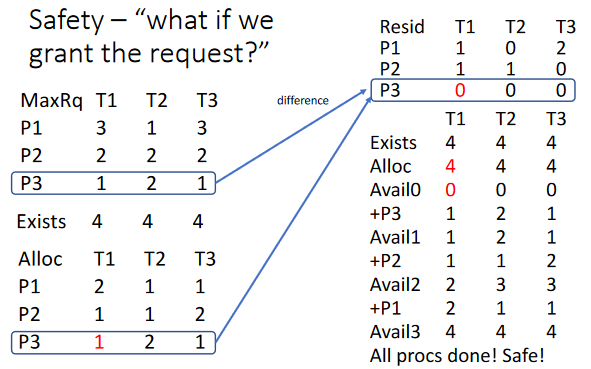 Safety – “what if we
grant the request?”
MaxRq T1 T2 T3
P1 3 1 3
P2 2 2 2
P3 1 2 1
Exists 4 4 4
Alloc T1 T2 T3
P1 2 1 1
P2 1 1 2
P3 1 2 1
difference
Resid T1 T2 T3
P1 1 0 2
P2 1 1 0
P3 0 0 0
T1 T2 T3
Exists 4 4 4
Alloc 4 4 4
Avail0 0 0 0
+P3 1 2 1
Avail1 1 2 1
+P2 1 1 2
Avail2 2 3 3
+P1 2 1 1
Avail3 4 4 4
All procs done! Safe!